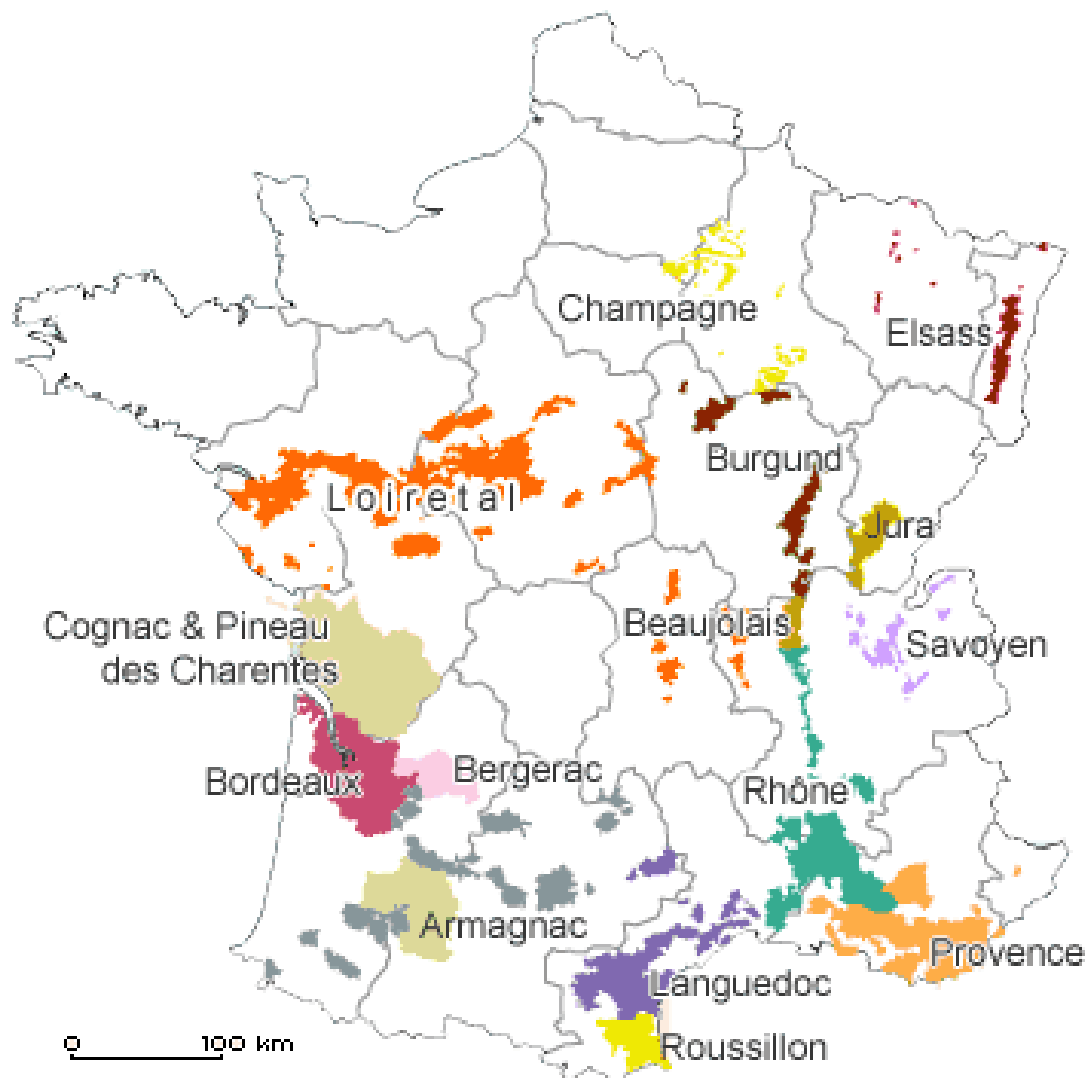 Champagne
Elsass
Burgund
Loiretal
Jura
Cognac & Pineau
des Charentes
Beaujolais
Savoyen
Bordeaux
Bergerac
Rhône
Armagnac
Provence
Languedoc
Roussillon
0 100 km